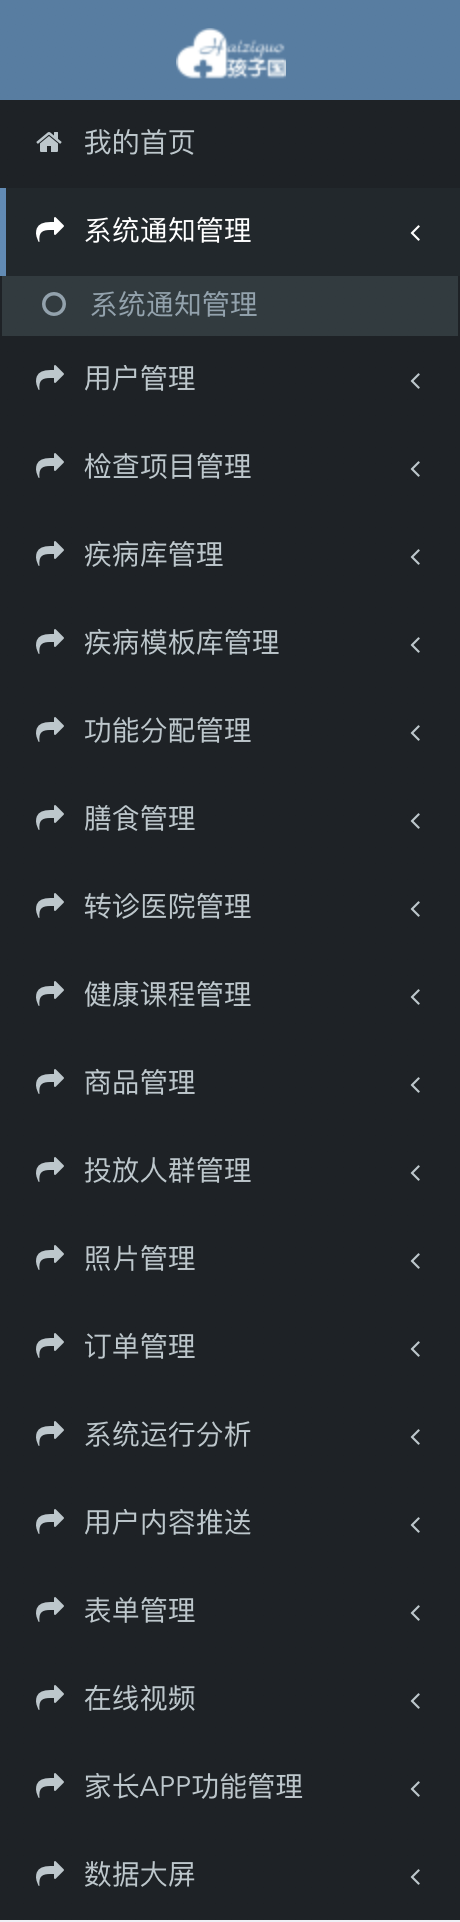 Haiziguo
孩子国
我的首页
系统通知管理
系统通知管理
用户管理
检查项目管理
疾病库管理
疾病模板库管理
功能分配管理
膳食管理
转诊医院管理
健康课程管理
商品管理
投放人群管理
照片管理
订单管理
系统运行分析
用户内容推送
表单管理
在线视频
家长APP功能管理
数据大屏